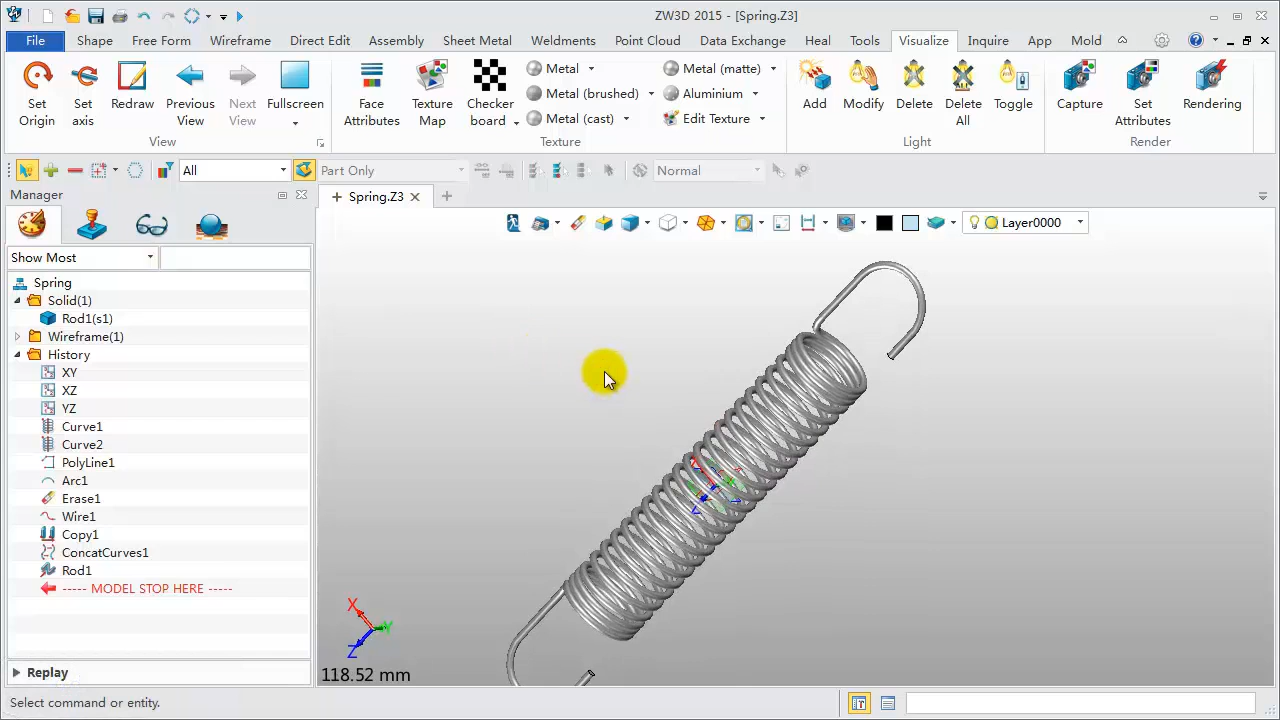 ZW3D 2015 - [Spring.Z3]
File Shape Free Form Wireframe Direct Edit Assembly Sheet Metal Weldments Point Cloud Data Exchange Heal Tools Visualize Inquire App Mold
Set Origin
Set axis
Redraw
Previous View
Next View
Fullscreen
View
Face Attributes
Texture Map
Checker board
Metal
Metal (brushed)
Metal (cast)
Metal (matte)
Aluminium
Edit Texture
Texture
Add
Modify
Delete
Delete All
Toggle
Light
Capture
Set Attributes
Rendering
Render
All
Part Only
Normal
Manager
Spring.Z3
Layer0000
Show Most
Spring
Solid(1)
Rod1(s1)
Wireframe(1)
History
XY
XZ
YZ
Curve1
Curve2
PolyLine1
Arc1
Erase1
Wire1
Copy1
ConcatCurves1
Rod1
----- MODEL STOP HERE -----
X
Y
Z
118.52 mm
Replay
Select command or entity.